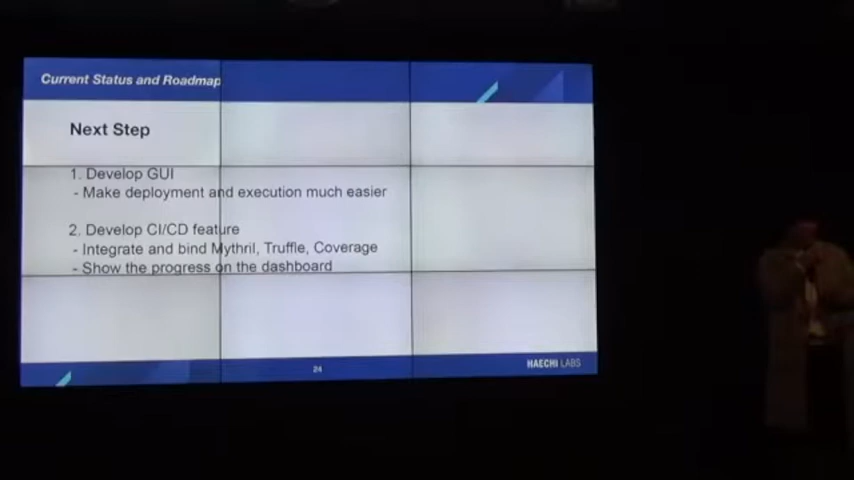 Current Status and Roadmap
Next Step
1. Develop GUI
- Make deployment and execution much easier
2. Develop CI/CD feature
- Integrate and bind Mythril, Truffle, Coverage
- Show the progress on the dashboard
24
HAECHI LABS